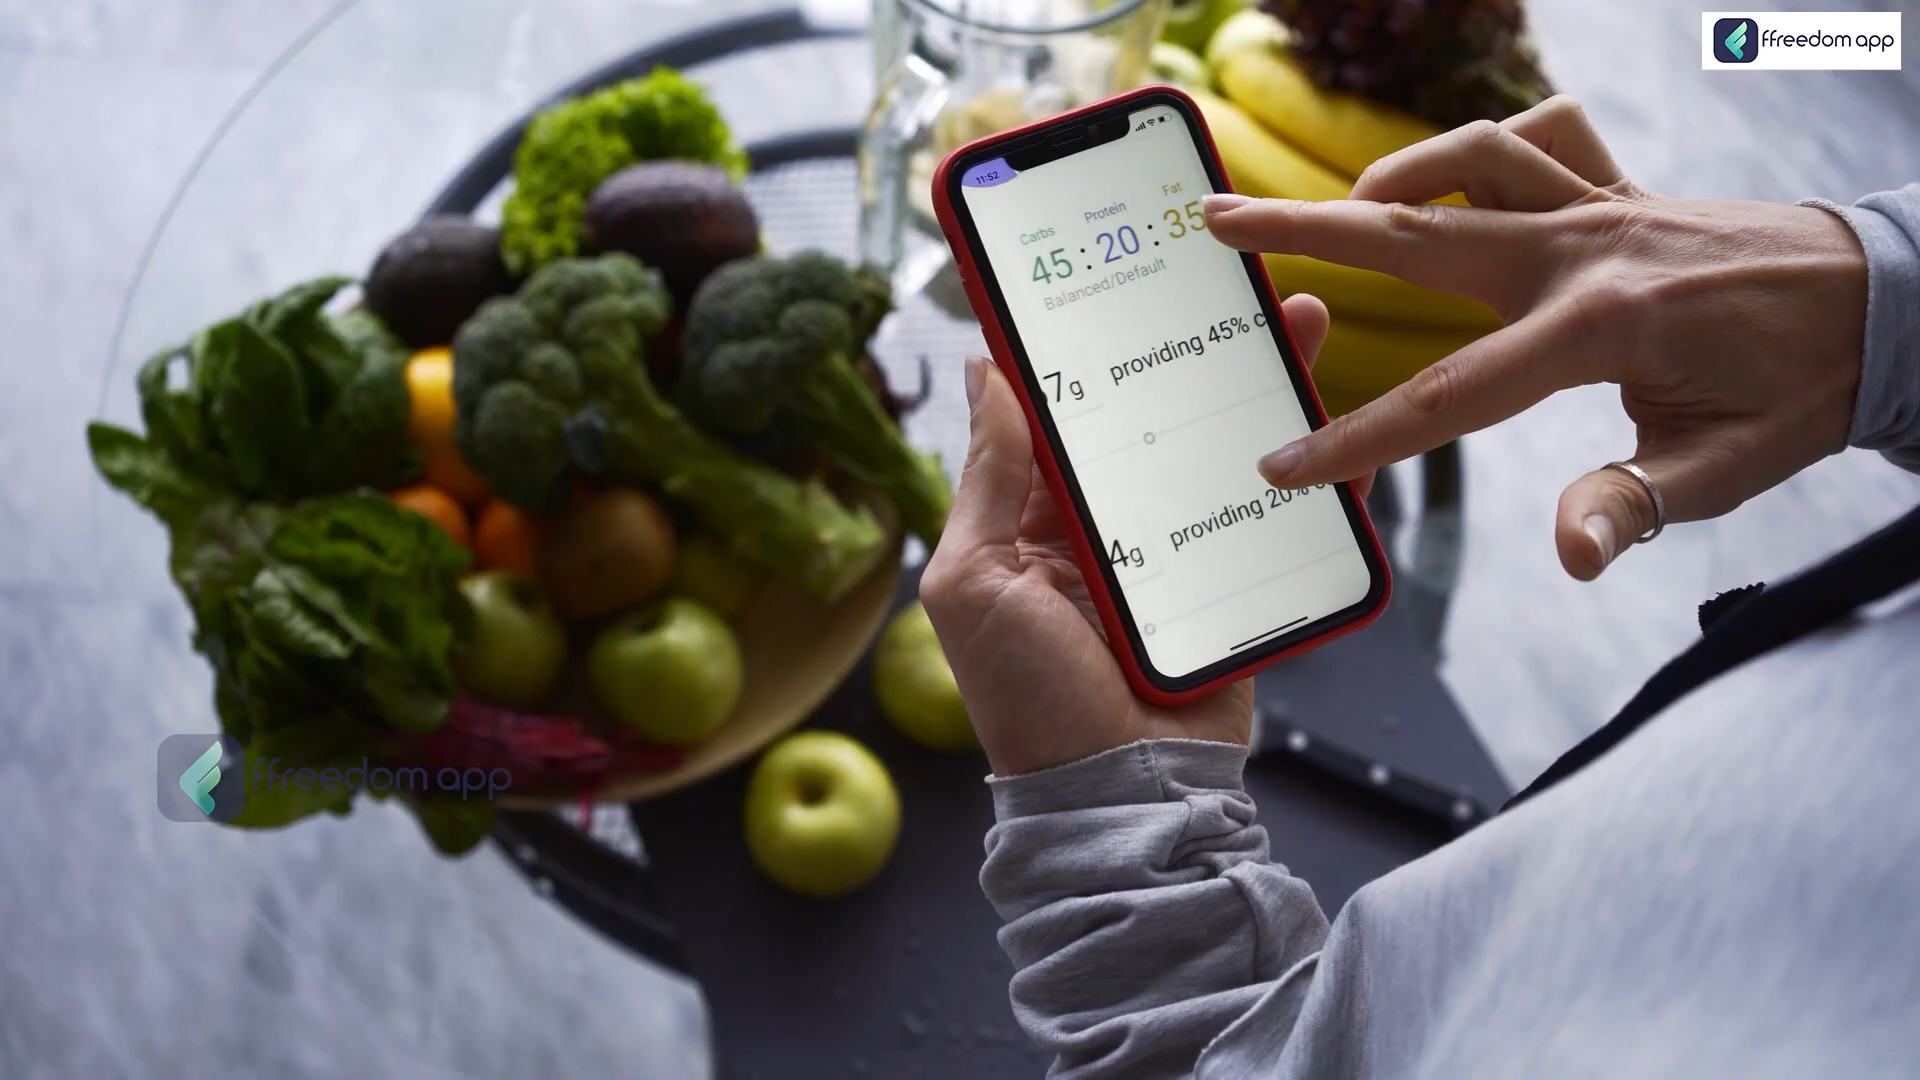 ffreedom app
11:52
Carbs Protein Fat
45 : 20 : 35
Balanced/Default
7g providing 45% c
4g providing 20%
ffreedom app